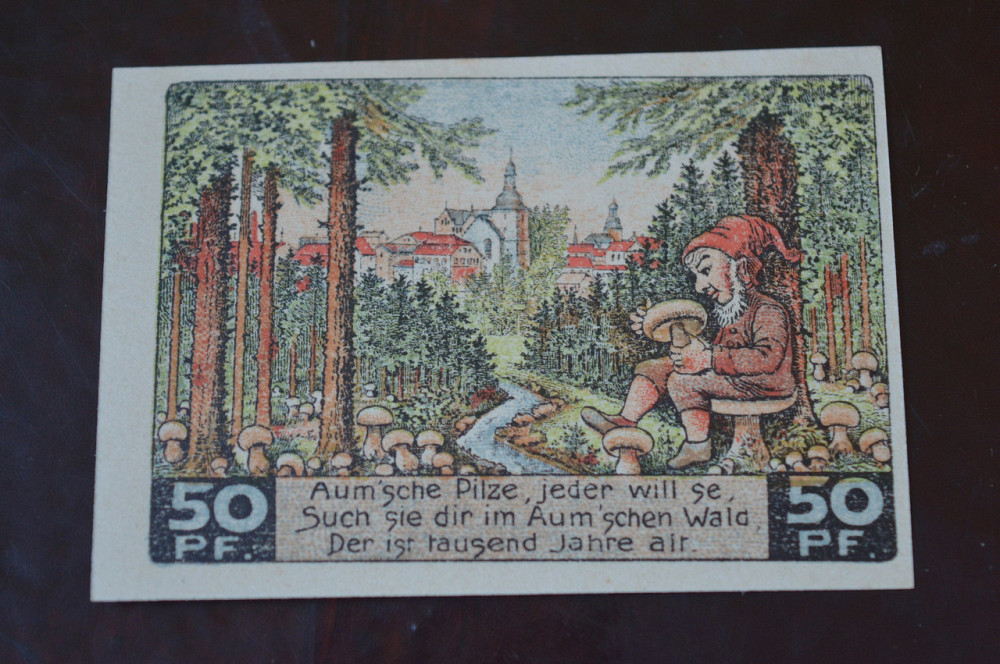 50
PF.
Aum'sche Pilze, jeder will se,
Such sie dir im Aum'schen Wald,
Der ist tausend Jahre alt.
50
PF.